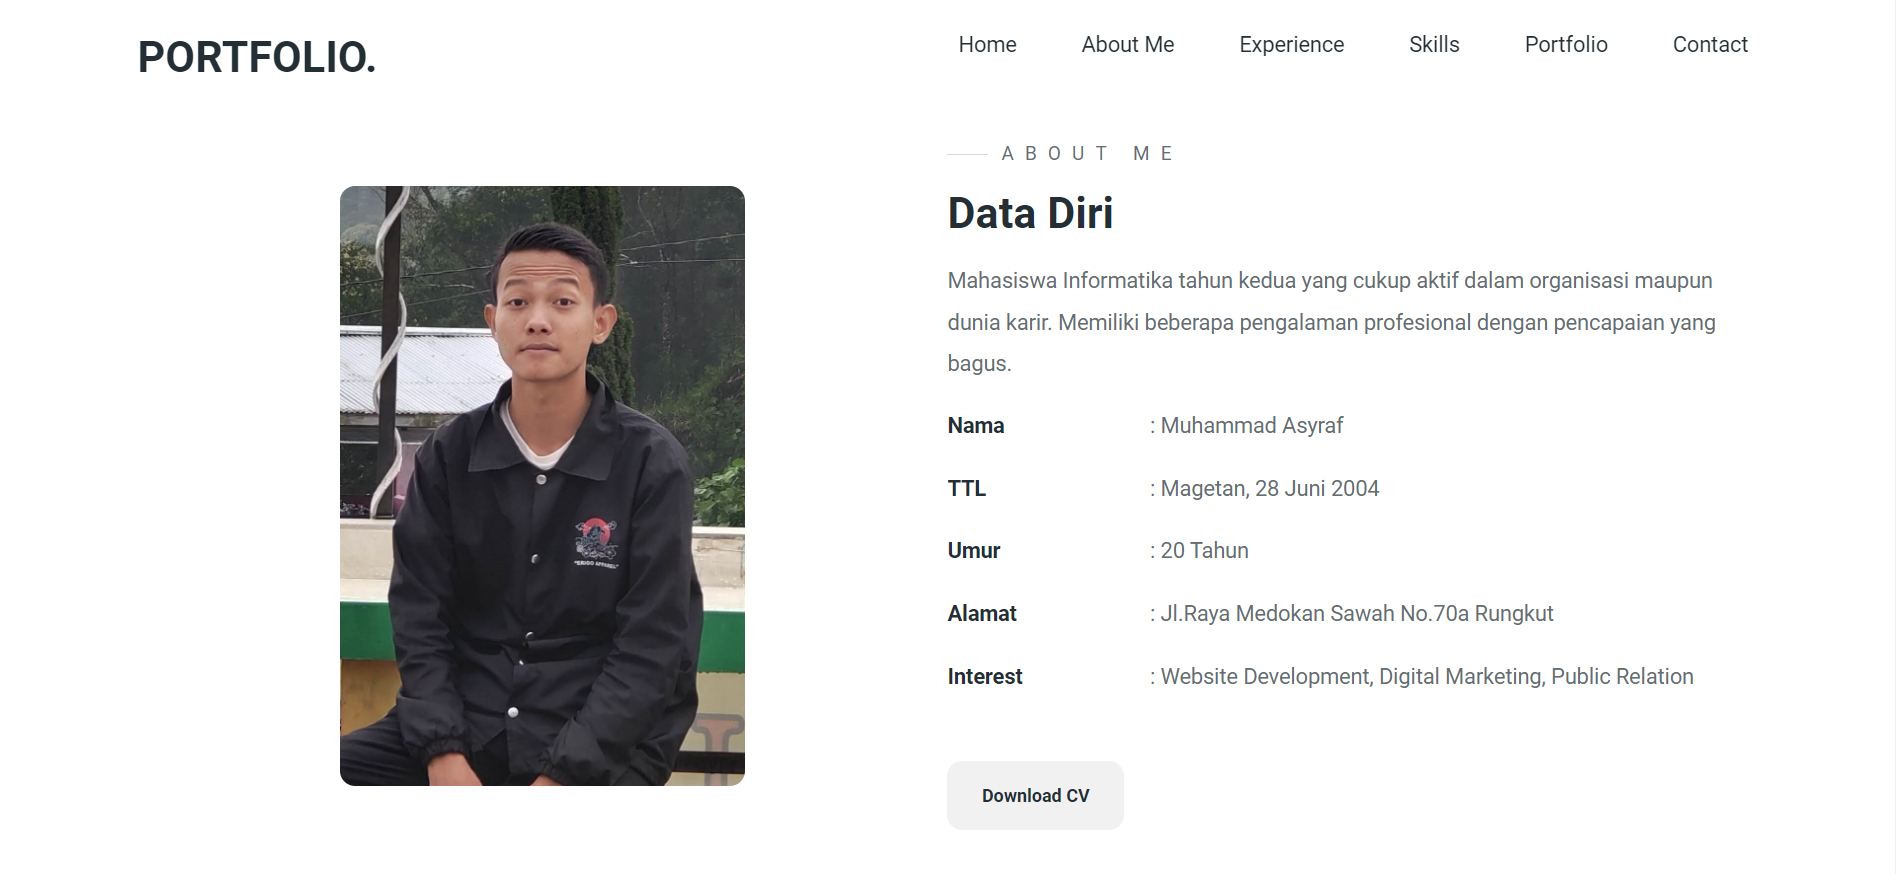 PORTFOLIO.
Home About Me Experience Skills Portfolio Contact
ABOUT ME
Data Diri
Mahasiswa Informatika tahun kedua yang cukup aktif dalam organisasi maupun
dunia karir. Memiliki beberapa pengalaman profesional dengan pencapaian yang
bagus.
Nama : Muhammad Asyraf
TTL : Magetan, 28 Juni 2004
Umur : 20 Tahun
Alamat : Jl.Raya Medokan Sawah No.70a Rungkut
Interest : Website Development, Digital Marketing, Public Relation
Download CV
"ERIGO APPAREL"